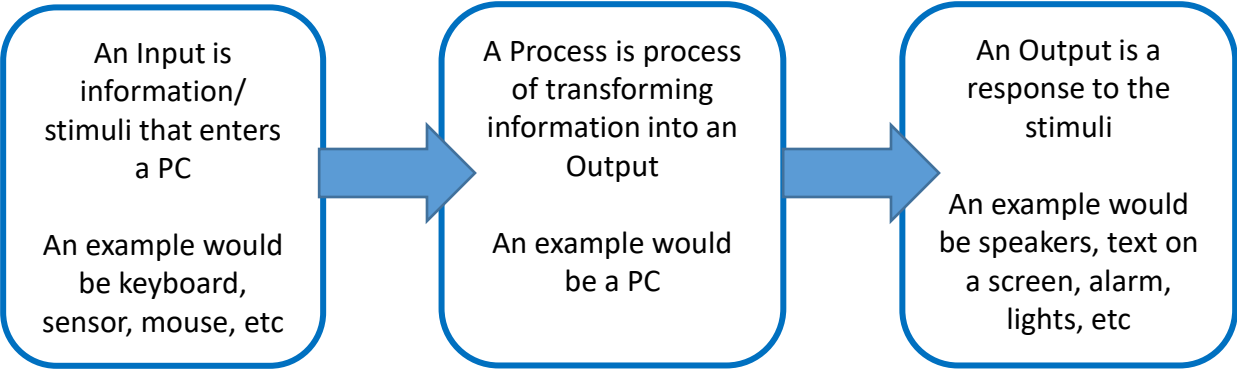 An Input is
information/
stimuli that enters
a PC
An example would
be keyboard,
sensor, mouse, etc
A Process is process
of transforming
information into an
Output
An example would
be a PC
An Output is a
response to the
stimuli
An example would
be speakers, text on
a screen, alarm,
lights, etc